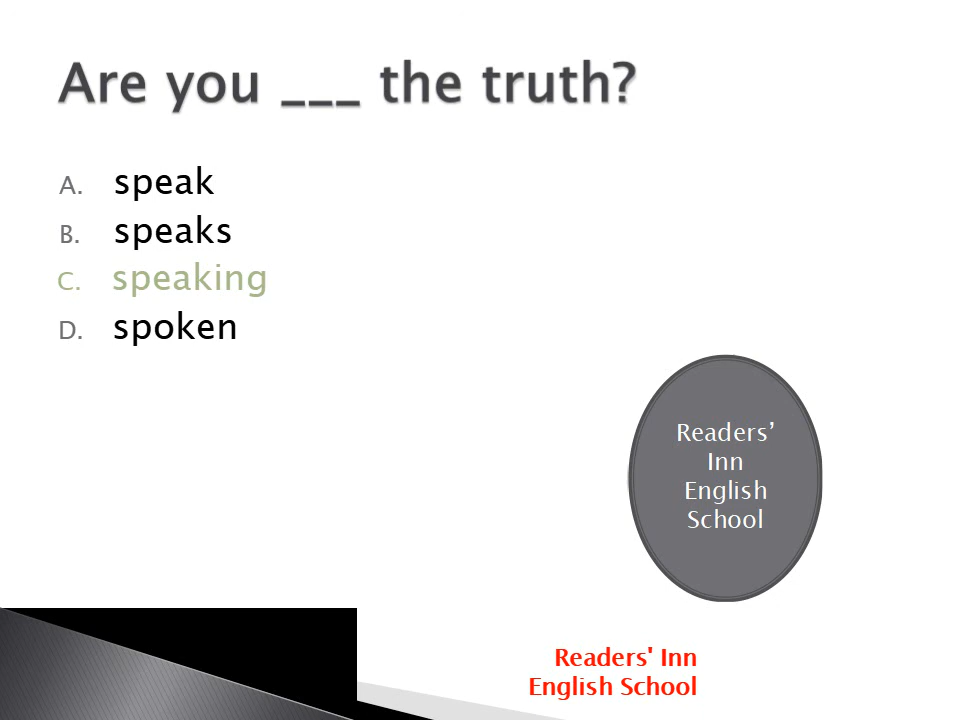 Are you ___ the truth?
A. speak
B. speaks
C. speaking
D. spoken
Readers’
Inn
English
School
Readers' Inn
English School